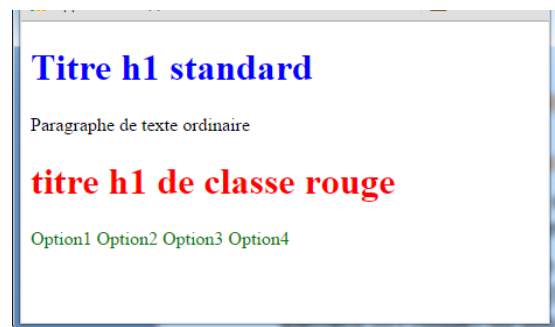 Titre h1 standard
Paragraphe de texte ordinaire
titre h1 de classe rouge
Option1 Option2 Option3 Option4